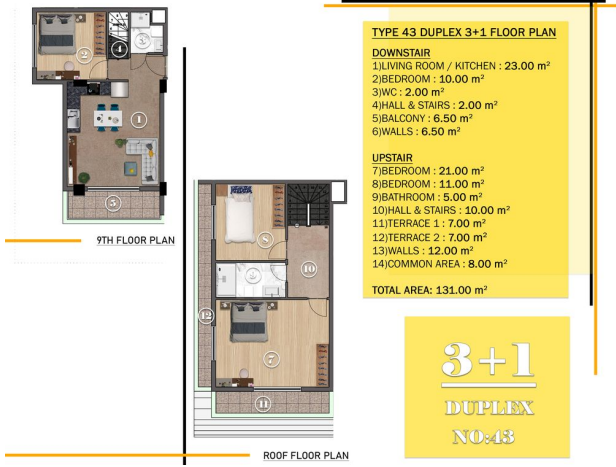 2
4
3
1
5
9TH FLOOR PLAN
8
10
12
7
11
ROOF FLOOR PLAN
TYPE 43 DUPLEX 3+1 FLOOR PLAN
DOWNSTAIR
1)LIVING ROOM / KITCHEN : 23.00 m²
2)BEDROOM : 10.00 m²
3)WC : 2.00 m²
4)HALL & STAIRS : 2.00 m²
5)BALCONY : 6.50 m²
6)WALLS : 6.50 m²
UPSTAIR
7)BEDROOM : 21.00 m²
8)BEDROOM : 11.00 m²
9)BATHROOM : 5.00 m²
10)HALL & STAIRS : 10.00 m²
11)TERRACE 1 : 7.00 m²
12)TERRACE 2 : 7.00 m²
13)WALLS : 12.00 m²
14)COMMON AREA : 8.00 m²
TOTAL AREA: 131.00 m²
3+1
DUPLEX
NO:43